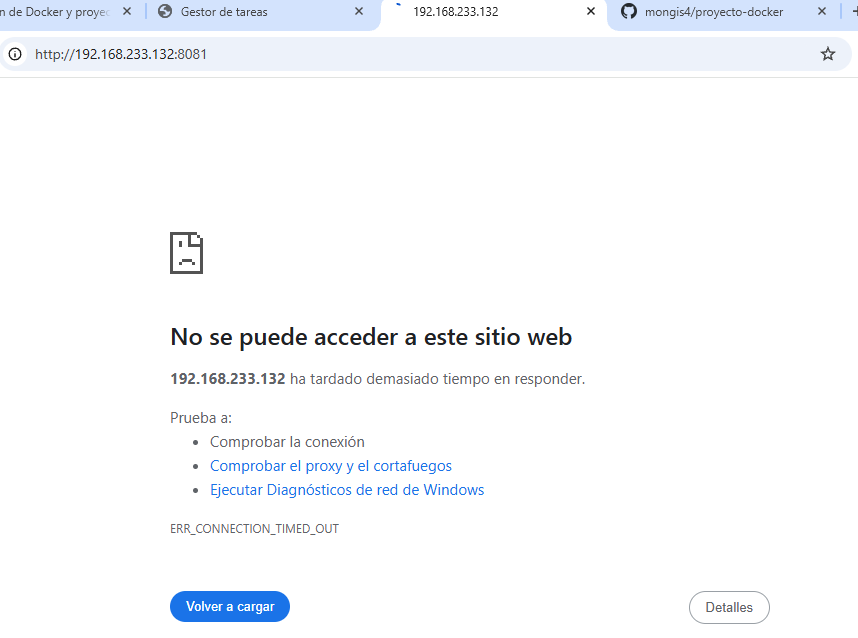 n de Docker y proyec
Gestor de tareas
192.168.233.132
mongis4/proyecto-docker
http://192.168.233.132:8081
No se puede acceder a este sitio web
192.168.233.132 ha tardado demasiado tiempo en responder.
Prueba a:
Comprobar la conexión
Comprobar el proxy y el cortafuegos
Ejecutar Diagnósticos de red de Windows
ERR_CONNECTION_TIMED_OUT
Volver a cargar
Detalles